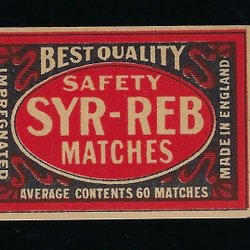 BEST QUALITY
IMPREGNATED
SAFETY
SYR-REB
MATCHES
MADE IN ENGLAND
AVERAGE CONTENTS 60 MATCHES